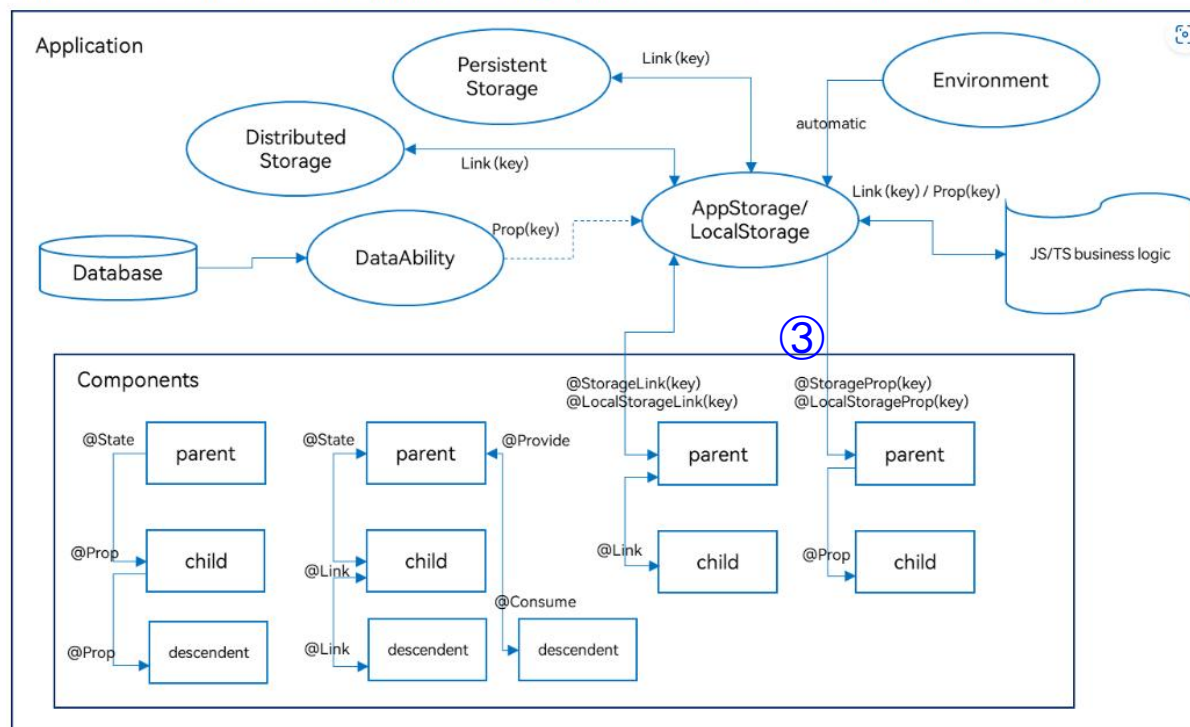 Application
Persistent
Storage
Link (key)
Environment
automatic
Distributed
Storage
Link (key)
Link (key) / Prop(key)
AppStorage/
LocalStorage
Prop(key)
DataAbility
Database
JS/TS business logic
③
Components
@StorageLink(key)
@LocalStorageLink(key)
@StorageProp(key)
@LocalStorageProp(key)
@State
parent
@Prop
child
@Prop
descendent
@State
parent
@Provide
@Link
child
@Consume
@Link
descendent
descendent
parent
@Link
child
parent
@Prop
child